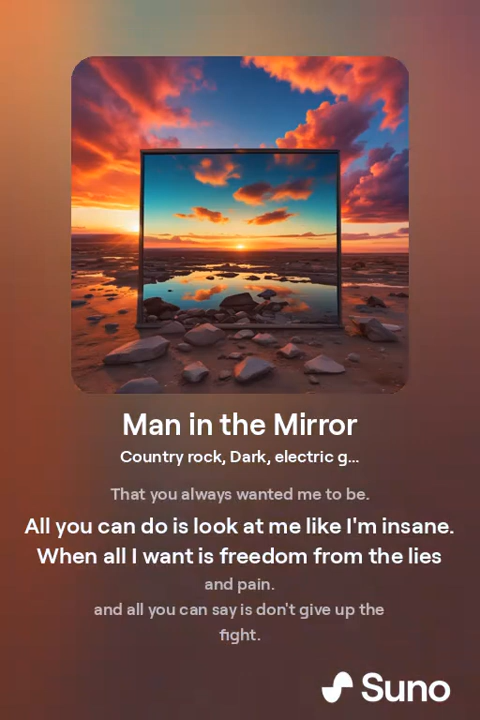 Man in the Mirror
Country rock, Dark, electric g...
That you always wanted me to be.
All you can do is look at me like I'm insane.
When all I want is freedom from the lies
and pain.
and all you can say is don't give up the
fight.
Suno